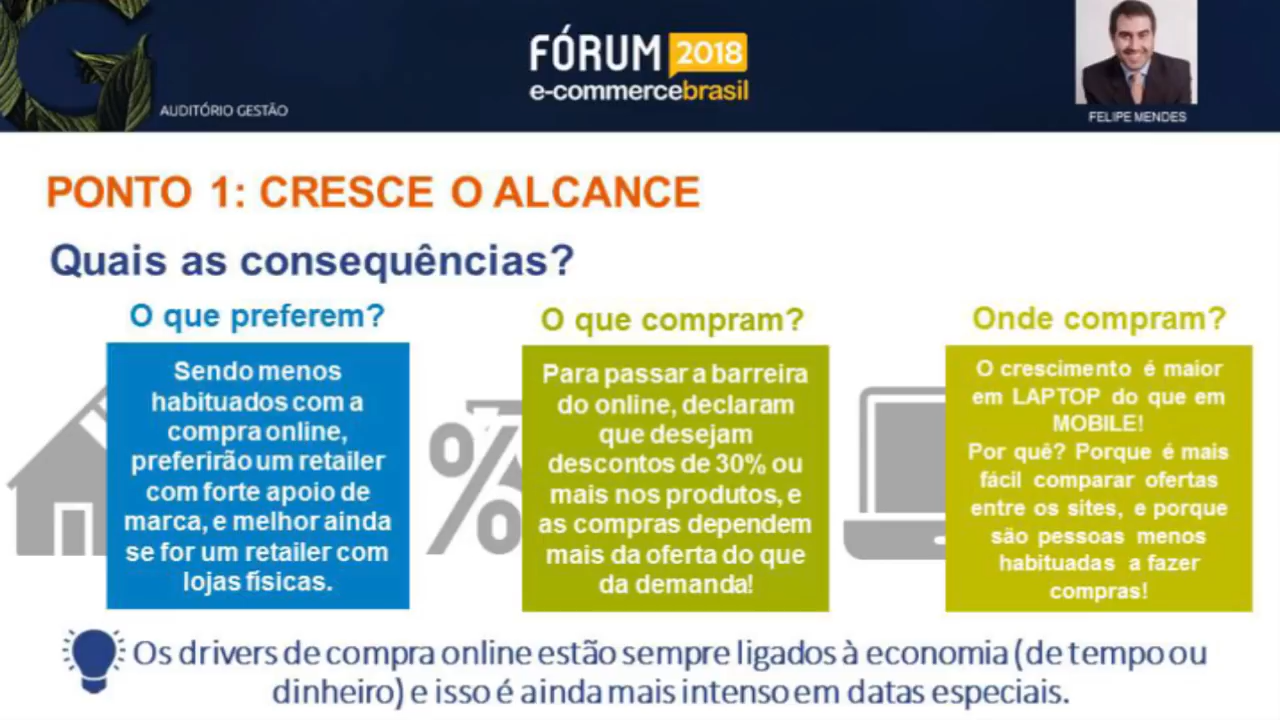 FÓRUM 2018
e-commercebrasil
AUDITÓRIO GESTÃO
FELIPE MENDES
PONTO 1: CRESCE O ALCANCE
Quais as consequências?
O que preferem?
Sendo menos
habituados com a
compra online,
preferirão um retailer
com forte apoio de
marca, e melhor ainda
se for um retailer com
lojas físicas.
O que compram?
Para passar a barreira
do online, declaram
que desejam
descontos de 30% ou
mais nos produtos, e
as compras dependem
mais da oferta do que
da demanda!
Onde compram?
O crescimento é maior
em LAPTOP do que em
MOBILE!
Por quê? Porque é mais
fácil comparar ofertas
entre os sites, e porque
são pessoas menos
habituadas a fazer
compras!
Os drivers de compra online estão sempre ligados à economia (de tempo ou
dinheiro) e isso é ainda mais intenso em datas especiais.